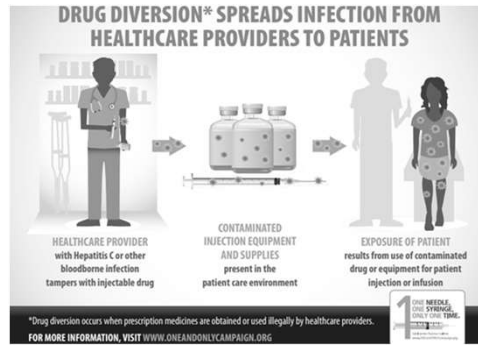 DRUG DIVERSION* SPREADS INFECTION FROM
HEALTHCARE PROVIDERS TO PATIENTS
HEALTHCARE PROVIDER
with Hepatitis C or other
bloodborne infection
tampers with injectable drug
CONTAMINATED
INJECTION EQUIPMENT
AND SUPPLIES
present in the
patient care environment
EXPOSURE OF PATIENT
results from use of contaminated
drug or equipment for patient
injection or infusion
*Drug diversion occurs when prescription medicines are obtained or used illegally by healthcare providers.
FOR MORE INFORMATION, VISIT WWW.ONEANDONLYCAMPAIGN.ORG
1 ONE NEEDLE,
ONE SYRINGE,
ONLY ONE TIME.